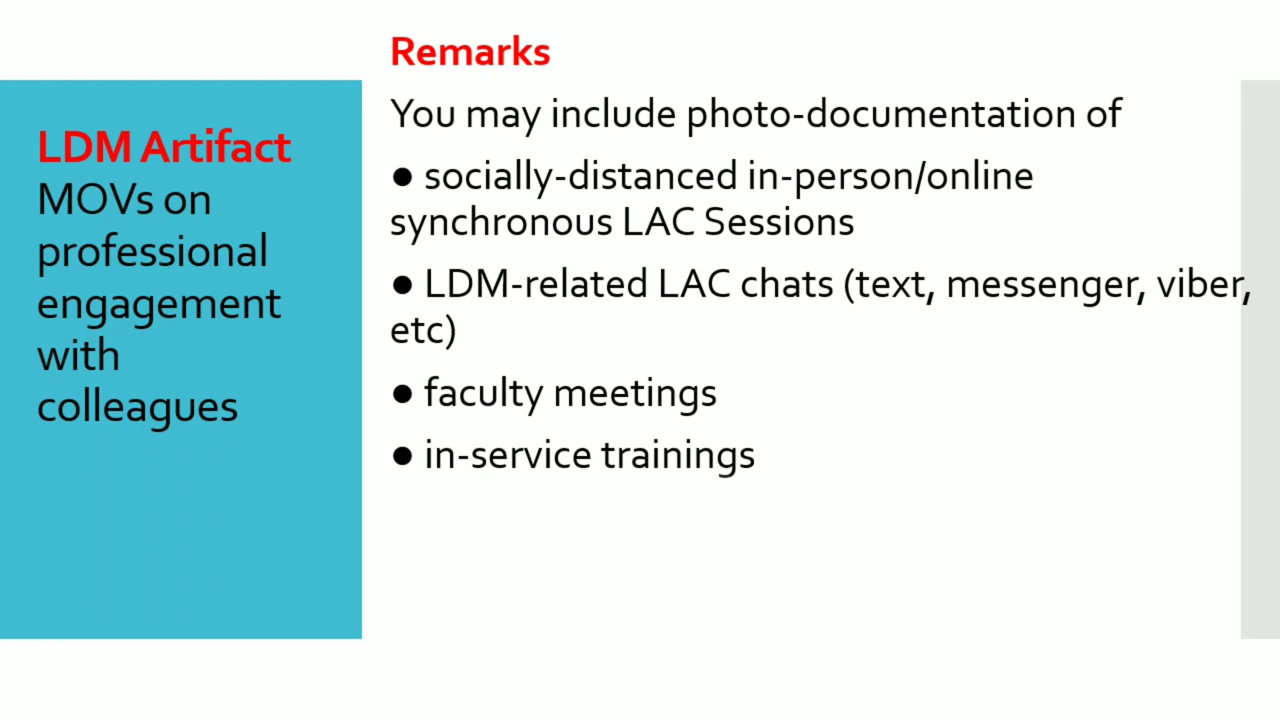 LDM Artifact
MOVs on
professional
engagement
with
colleagues
Remarks
You may include photo-documentation of
● socially-distanced in-person/online
synchronous LAC Sessions
● LDM-related LAC chats (text, messenger, viber,
etc)
● faculty meetings
● in-service trainings